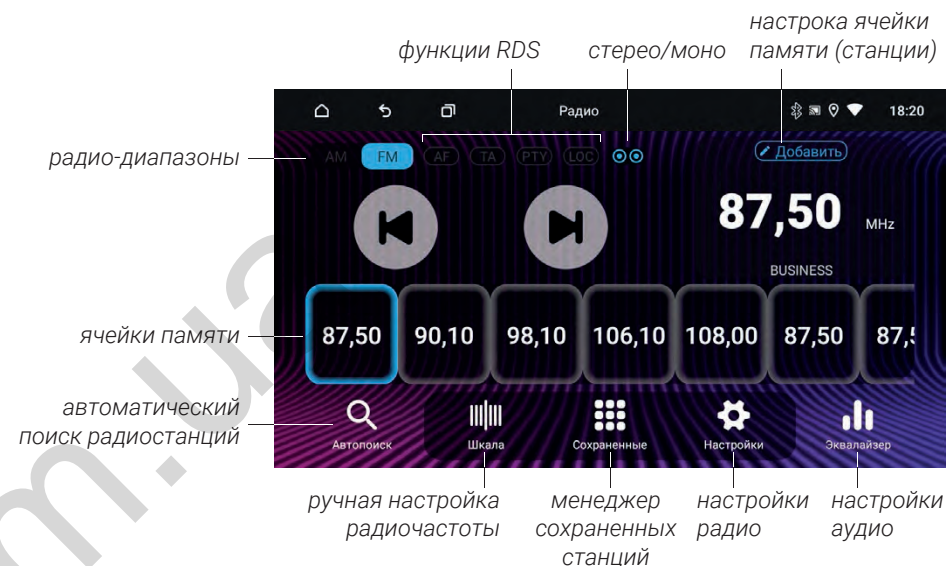 настрока ячейки
памяти (станции)
функции RDS
стерео/моно
Радио
18:20
радио-диапазоны
AM
FM
AF
TA
PTY
LOC
Добавить
87,50
MHz
BUSINESS
ячейки памяти
87,50
90,10
98,10
106,10
108,00
87,50
автоматический
поиск радиостанций
Автопоиск
Шкала
Сохраненные
Настройки
Эквалайзер
ручная настройка
радиочастоты
менеджер
сохраненных
станций
настройки
радио
настройки
аудио
m.ua